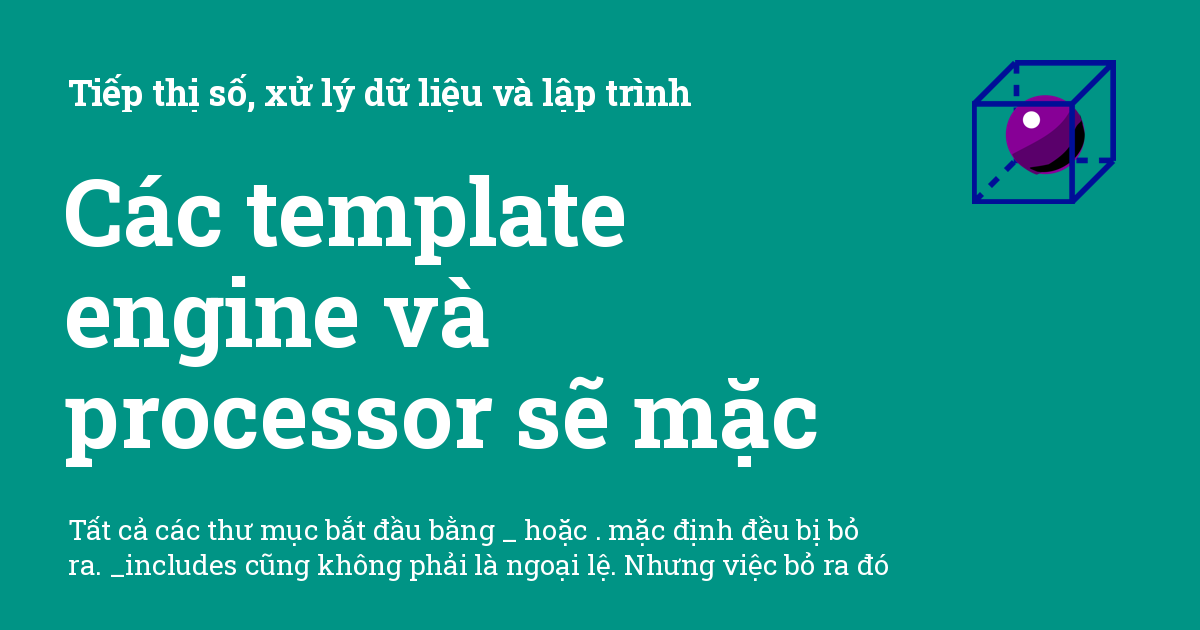 Tiếp thị số, xử lý dữ liệu và lập trình
Các template
engine và
processor sẽ mặc
Tất cả các thư mục bắt đầu bằng _ hoặc . mặc định đều bị bỏ
ra. _includes cũng không phải là ngoại lệ. Nhưng việc bỏ ra đó